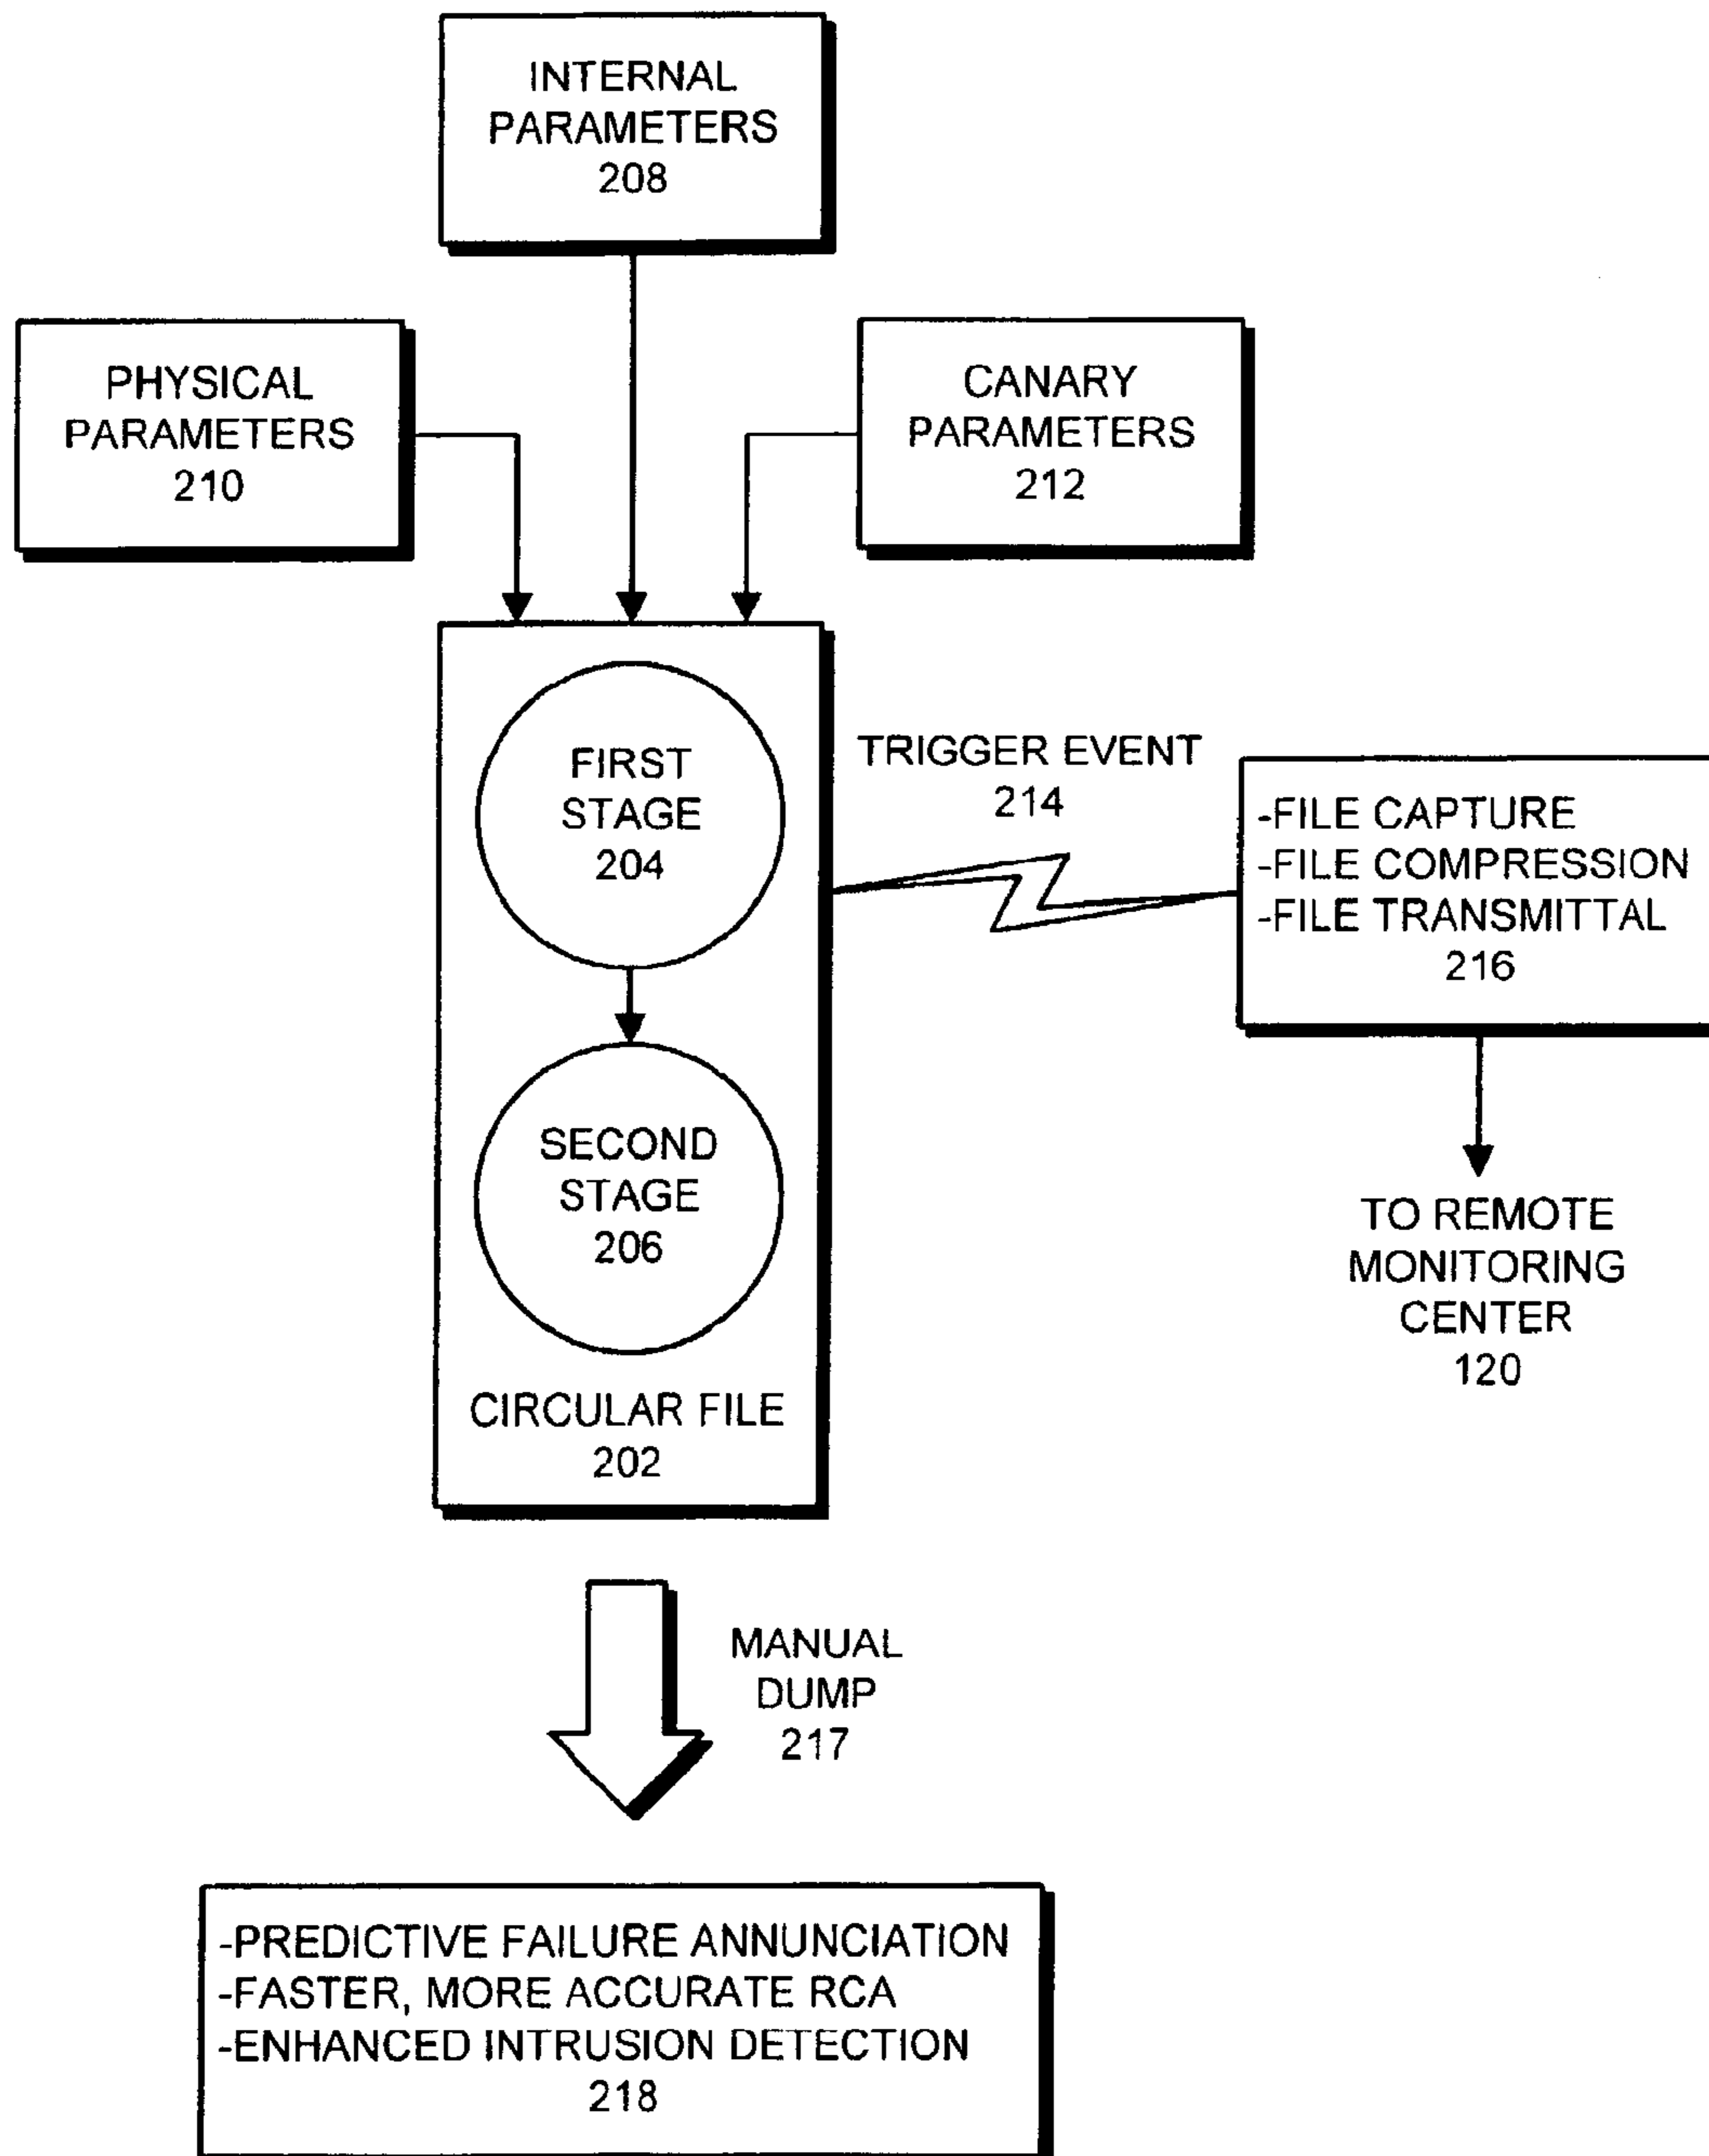 INTERNAL
PARAMETERS
208
PHYSICAL
PARAMETERS
210
CANARY
PARAMETERS
212
FIRST
STAGE
204
TRIGGER EVENT
214
-FILE CAPTURE
-FILE COMPRESSION
-FILE TRANSMITTAL
216
SECOND
STAGE
206
CIRCULAR FILE
202
TO REMOTE
MONITORING
CENTER
120
MANUAL
DUMP
217
-PREDICTIVE FAILURE ANNUNCIATION
-FASTER, MORE ACCURATE RCA
-ENHANCED INTRUSION DETECTION
218